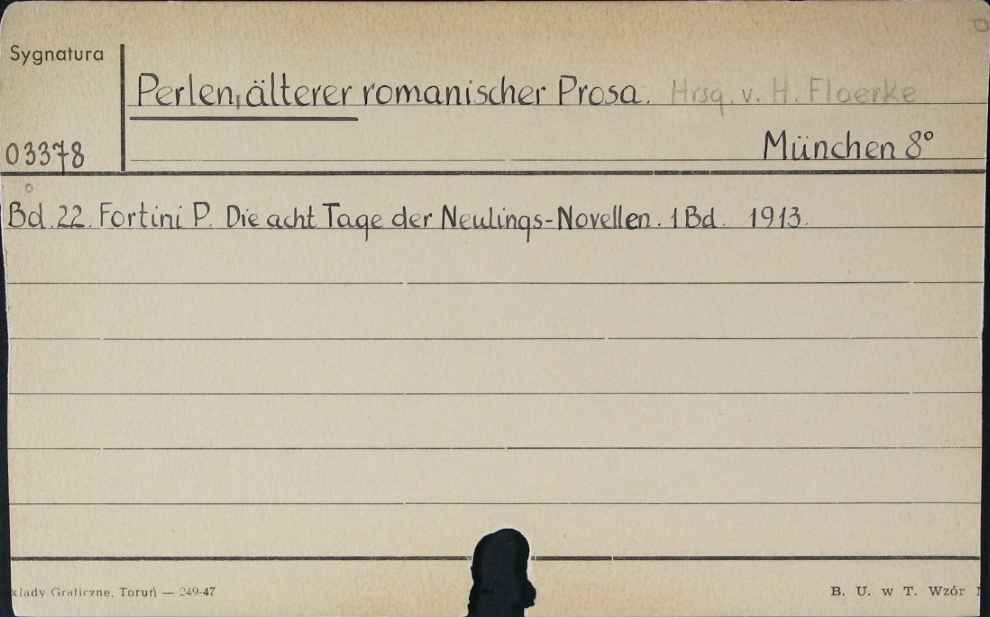 Sygnatura
Perlen, älterer romanischer Prosa. Hrsg. v. H. Floerke
03378
München 8°
Bd. 22. Fortini P. Die acht Tage der Neulings-Novellen. 1 Bd. 1913.
kłady Graficzne, Toruń — 249-47
B. U. w T. Wzór